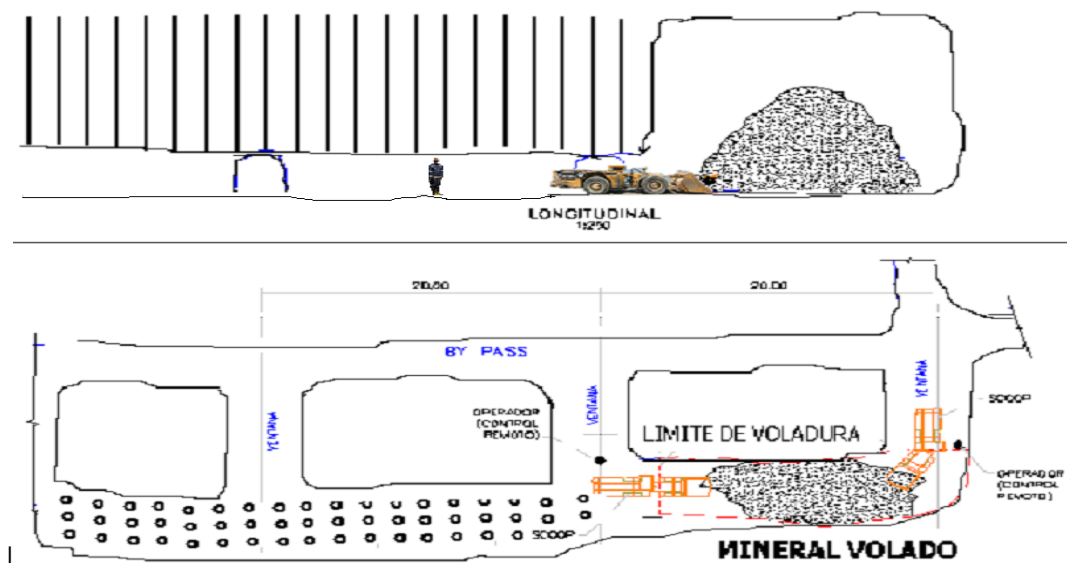 LONGITUDINAL
1:250
20.00
20.00
BY PASS
VENTANA
VENTANA
VENTANA
OPERADOR
(CONTROL
REMOTO)
LIMITE DE VOLADURA
SCOOP
SCOOP
OPERADOR
(CONTROL
REMOTO)
MINERAL VOLADO